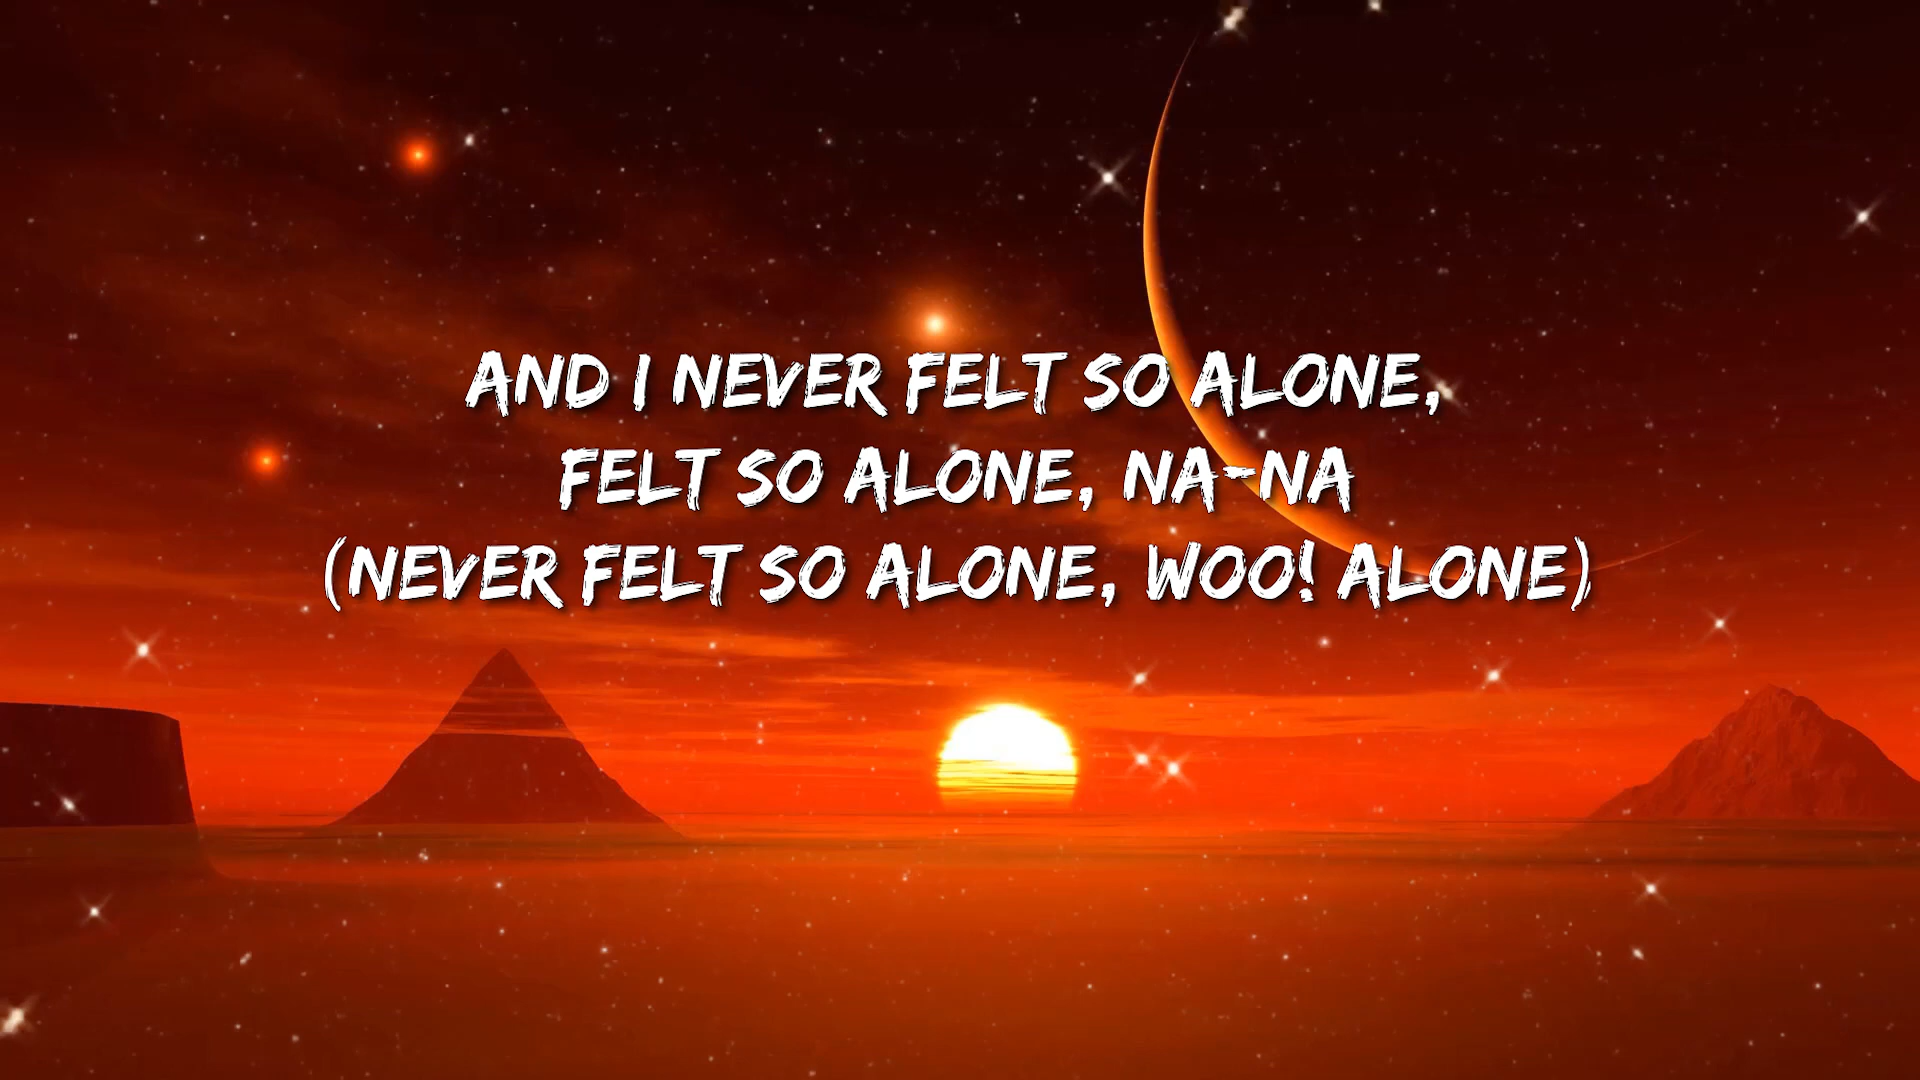 AND I NEVER FELT SO ALONE,
FELT SO ALONE, NA-NA
(NEVER FELT SO ALONE, WOO! ALONE)